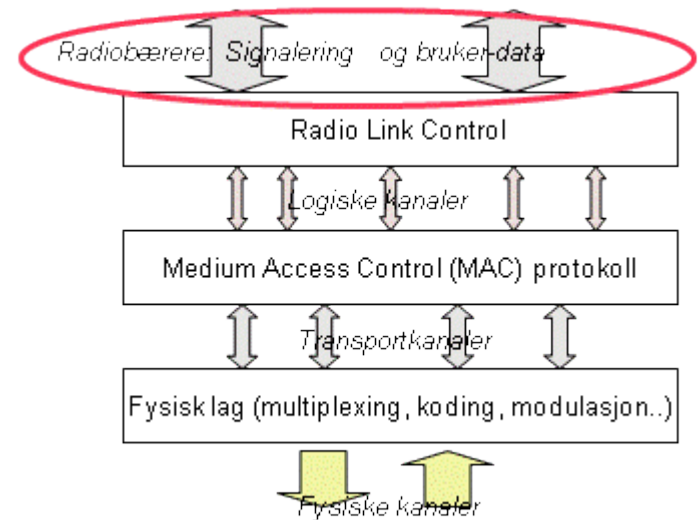 Radiobærere: Signalering og bruker-data
Radio Link Control
Logiske kanaler
Medium Access Control (MAC) protokoll
Transportkanaler
Fysisk lag (multiplexing, koding, modulasjon..)
Fysiske kanaler